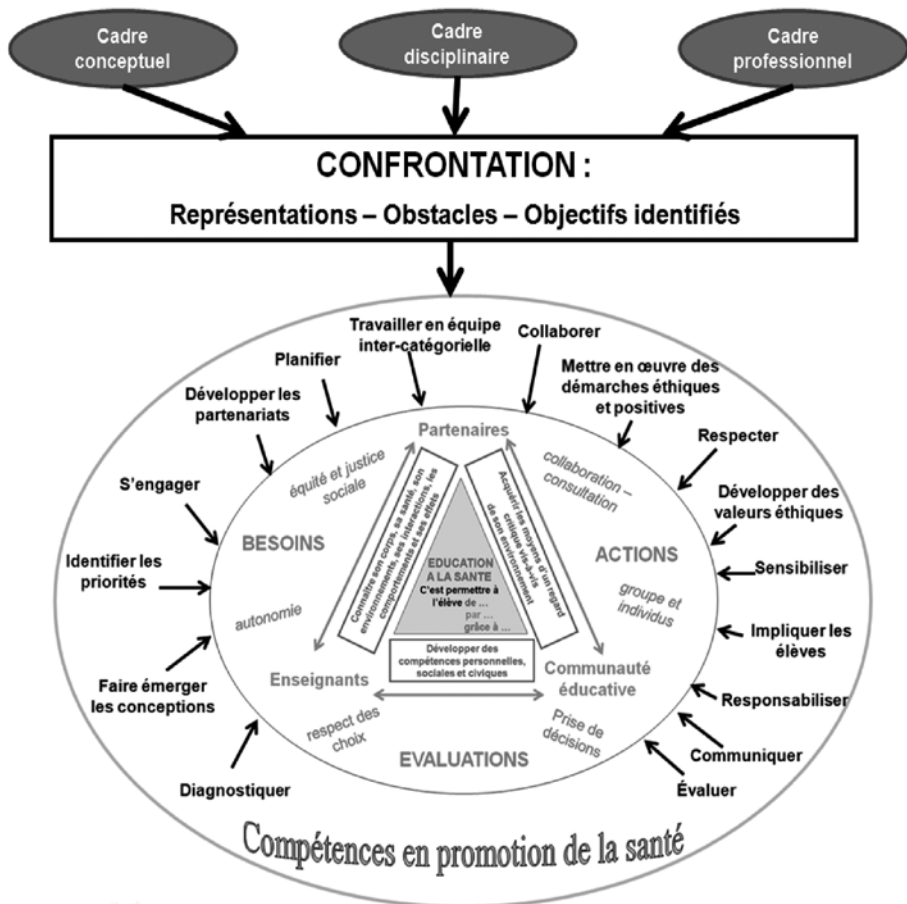 Cadre
conceptuel
Cadre
disciplinaire
Cadre
professionnel
CONFRONTATION :
Représentations – Obstacles – Objectifs identifiés
Travailler en équipe
inter-catégorielle
Collaborer
Planifier
Mettre en œuvre des
démarches éthiques
et positives
Développer les
partenariats
Respecter
S'engager
Développer des
valeurs éthiques
Identifier les
priorités
Sensibiliser
Impliquer les
élèves
Faire émerger
les conceptions
Responsabiliser
Communiquer
Diagnostiquer
Évaluer
Partenaires
équité et justice
sociale
collaboration –
consultation
BESOINS
ACTIONS
autonomie
groupe et
individus
Connaître son corps, sa santé, son
environnements, ses interactions, les
comportements et ses effets
Acquérir les moyens d'un regard
critique vis-à-vis
de son environnement
EDUCATION
A LA SANTE
C'est permettre à
l'élève de ...
par ...
grâce à ...
Développer des
compétences personnelles,
sociales et civiques
Enseignants
Communauté
éducative
respect des
choix
Prise de
décisions
EVALUATIONS
Compétences en promotion de la santé